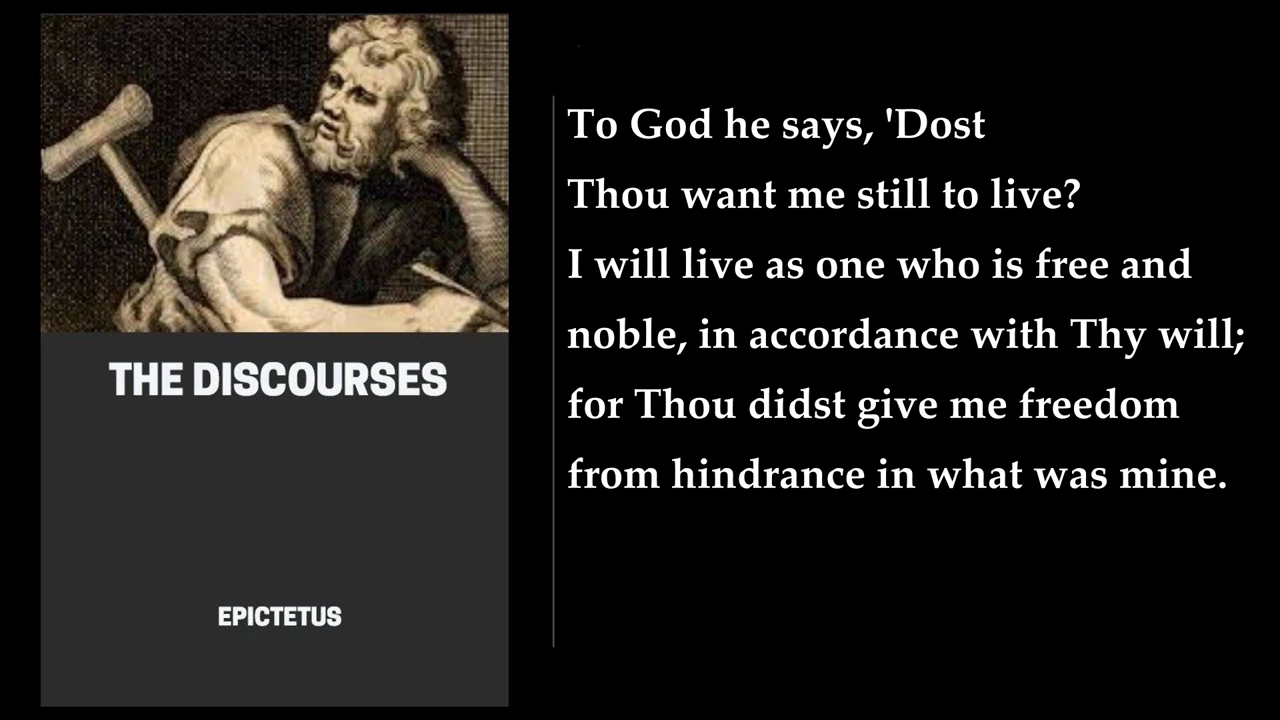 THE DISCOURSES
EPICTETUS
To God he says, 'Dost
Thou want me still to live?
I will live as one who is free and
noble, in accordance with Thy will;
for Thou didst give me freedom
from hindrance in what was mine.